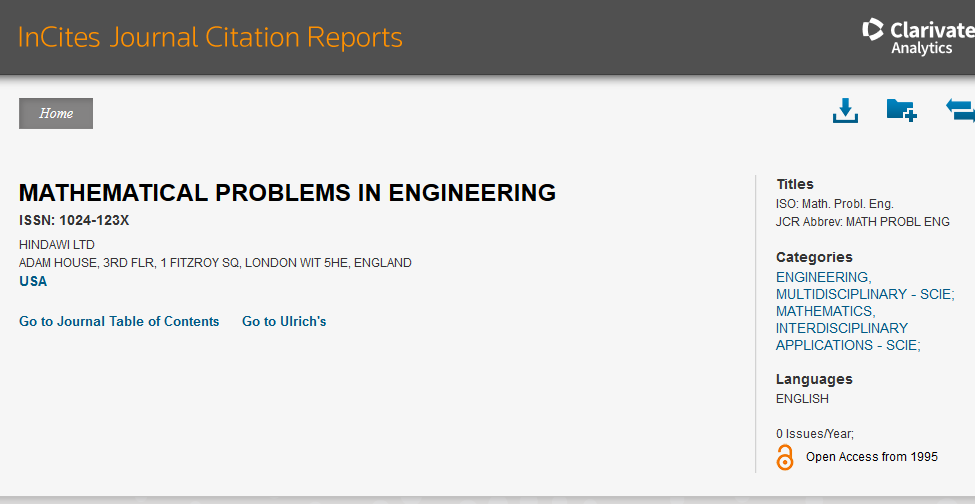 InCites Journal Citation Reports
Clarivate
Analytics
Home
MATHEMATICAL PROBLEMS IN ENGINEERING
ISSN: 1024-123X
HINDAWI LTD
ADAM HOUSE, 3RD FLR, 1 FITZROY SQ, LONDON WIT 5HE, ENGLAND
USA
Go to Journal Table of Contents Go to Ulrich's
Titles
ISO: Math. Probl. Eng.
JCR Abbrev: MATH PROBL ENG
Categories
ENGINEERING,
MULTIDISCIPLINARY - SCIE;
MATHEMATICS,
INTERDISCIPLINARY
APPLICATIONS - SCIE;
Languages
ENGLISH
0 Issues/Year;
Open Access from 1995